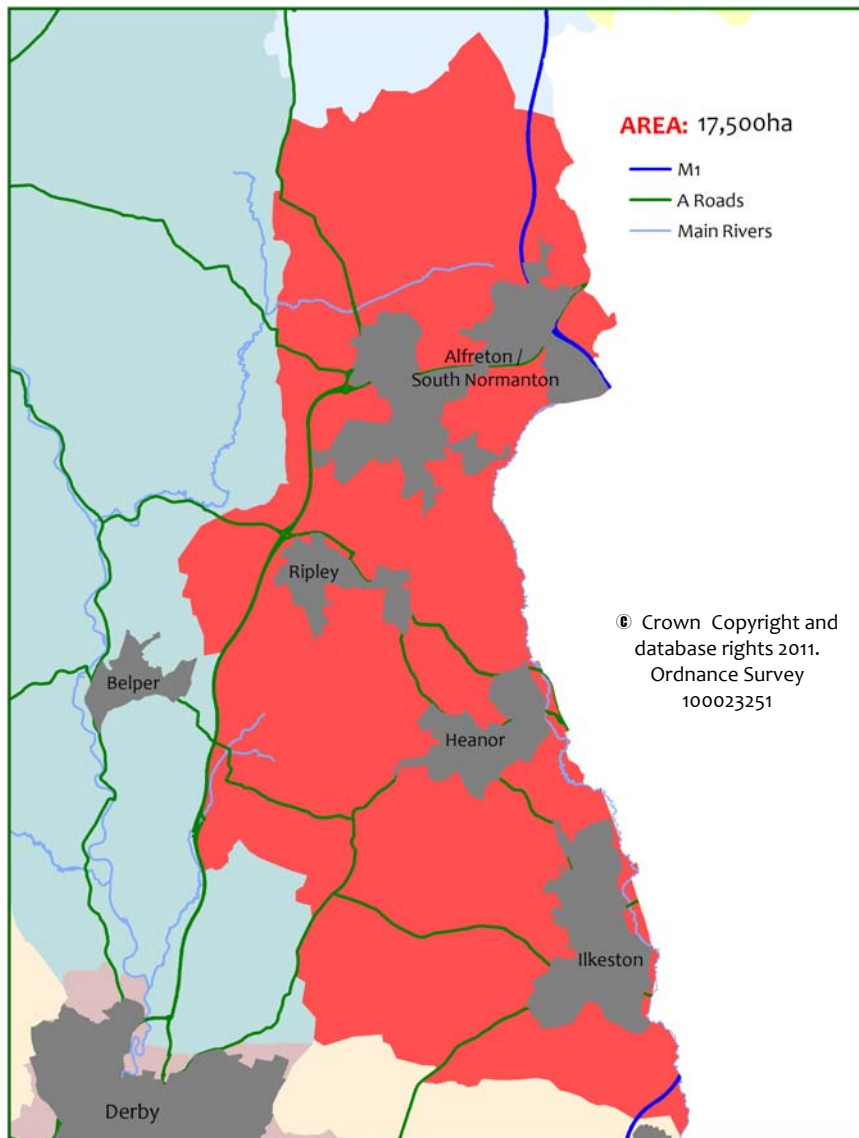 AREA: 17,500ha
M1
A Roads
Main Rivers
Alfreton /
South Normanton
Ripley
© Crown Copyright and
database rights 2011.
Ordnance Survey
100023251
Belper
Heanor
Ilkeston
Derby